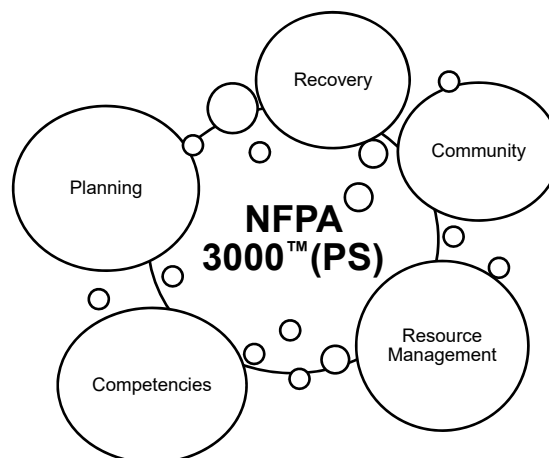 Recovery
Community
Planning
NFPA
3000™(PS)
Resource
Management
Competencies